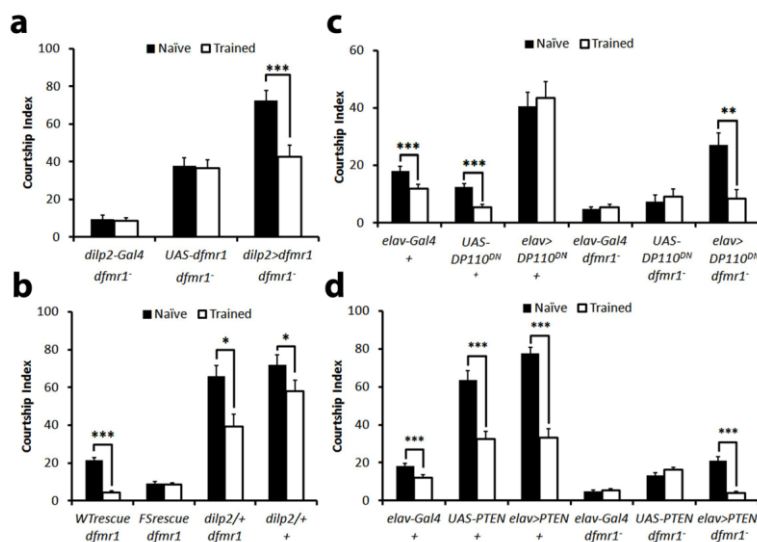 a
Naïve Trained
Courtship Index
100
80
60
40
20
0
***
dilp2-Gal4 UAS-dfmr1 dilp2>dfmr1
dfmr1⁻ dfmr1⁻ dfmr1⁻
b
Naïve Trained
Courtship Index
100
80
60
40
20
0
***
*
*
WTrescue FSrescue dilp2/+ dilp2/+
dfmr1 dfmr1 dfmr1 +
c
Naïve Trained
Courtship Index
60
40
20
0
***
***
**
elav-Gal4 UAS- elav> elav-Gal4 UAS- elav>
+ DP110ᴰᴺ DP110ᴰᴺ dfmr1⁻ DP110ᴰᴺ DP110ᴰᴺ
+ + dfmr1⁻ dfmr1⁻
d
Naïve Trained
Courtship Index
100
80
60
40
20
0
***
***
***
***
elav-Gal4 UAS-PTEN elav>PTEN elav-Gal4 UAS-PTEN elav>PTEN
+ + + dfmr1⁻ dfmr1⁻ dfmr1⁻